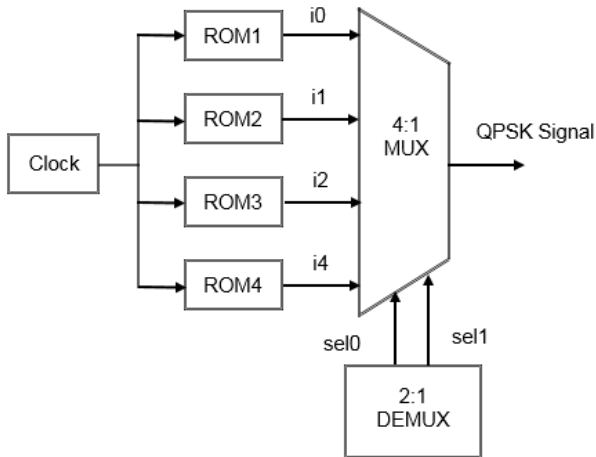 i0
ROM1
i1
ROM2
4:1
MUX
QPSK Signal
Clock
i2
ROM3
i4
ROM4
sel0
sel1
2:1
DEMUX